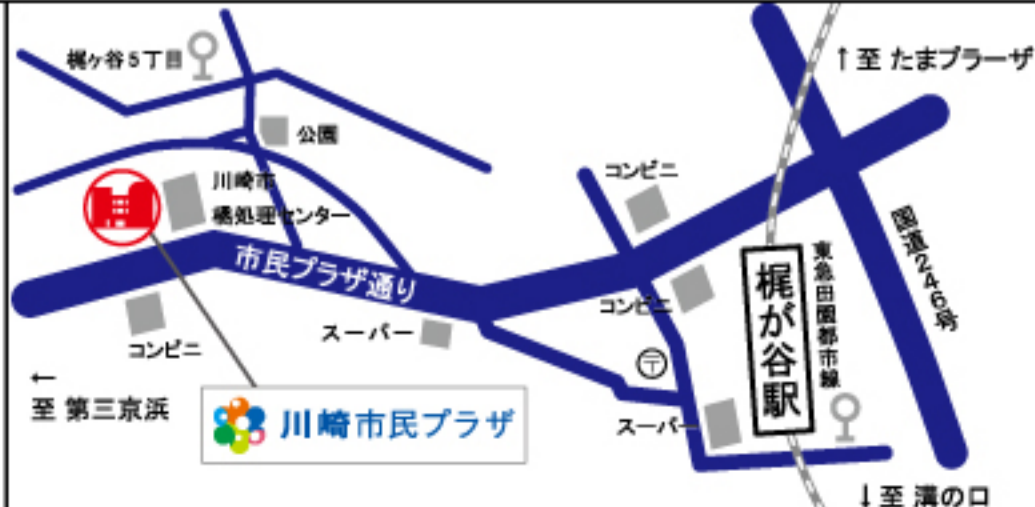 梶ヶ谷5丁目
↑至 たまプラーザ
公園
コンビニ
川崎市
橘処理センター
国道246号
市民プラザ通り
東急田園都市線
梶が谷駅
コンビニ
スーパー
コンビニ
〒
←
至 第三京浜
川崎市民プラザ
スーパー
↓至 溝の口